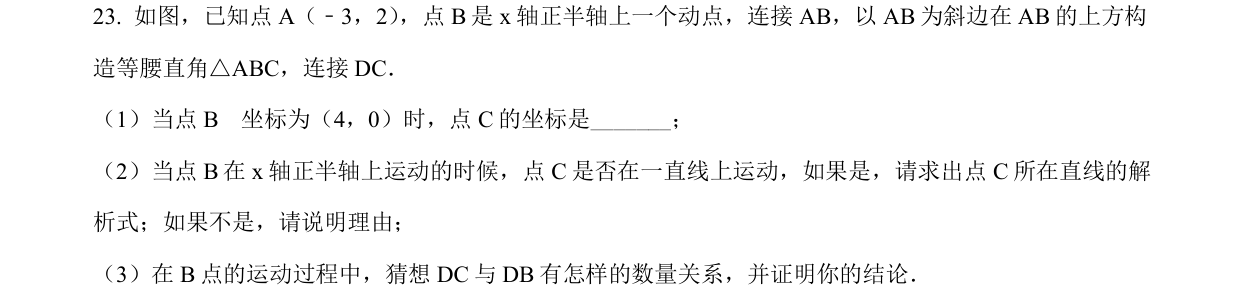 23. 如图，已知点 A（﹣3，2），点 B 是 x 轴正半轴上一个动点，连接 AB，以 AB 为斜边在 AB 的上方构
造等腰直角△ABC，连接 DC．
（1）当点 B 坐标为（4，0）时，点 C 的坐标是_______；
（2）当点 B 在 x 轴正半轴上运动的时候，点 C 是否在一直线上运动，如果是，请求出点 C 所在直线的解
析式；如果不是，请说明理由；
（3）在 B 点的运动过程中，猜想 DC 与 DB 有怎样的数量关系，并证明你的结论．